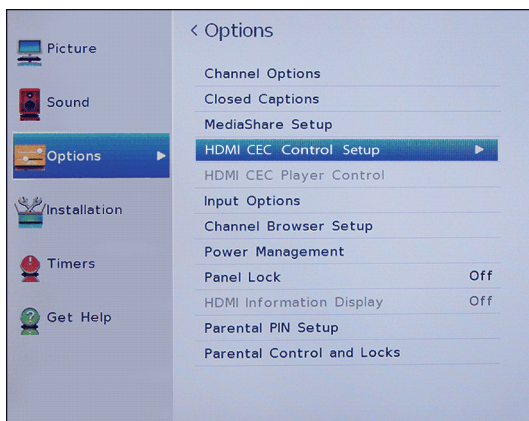 Picture
Sound
Options
Installation
Timers
Get Help
< Options
Channel Options
Closed Captions
MediaShare Setup
HDMI CEC Control Setup
HDMI CEC Player Control
Input Options
Channel Browser Setup
Power Management
Panel Lock Off
HDMI Information Display Off
Parental PIN Setup
Parental Control and Locks